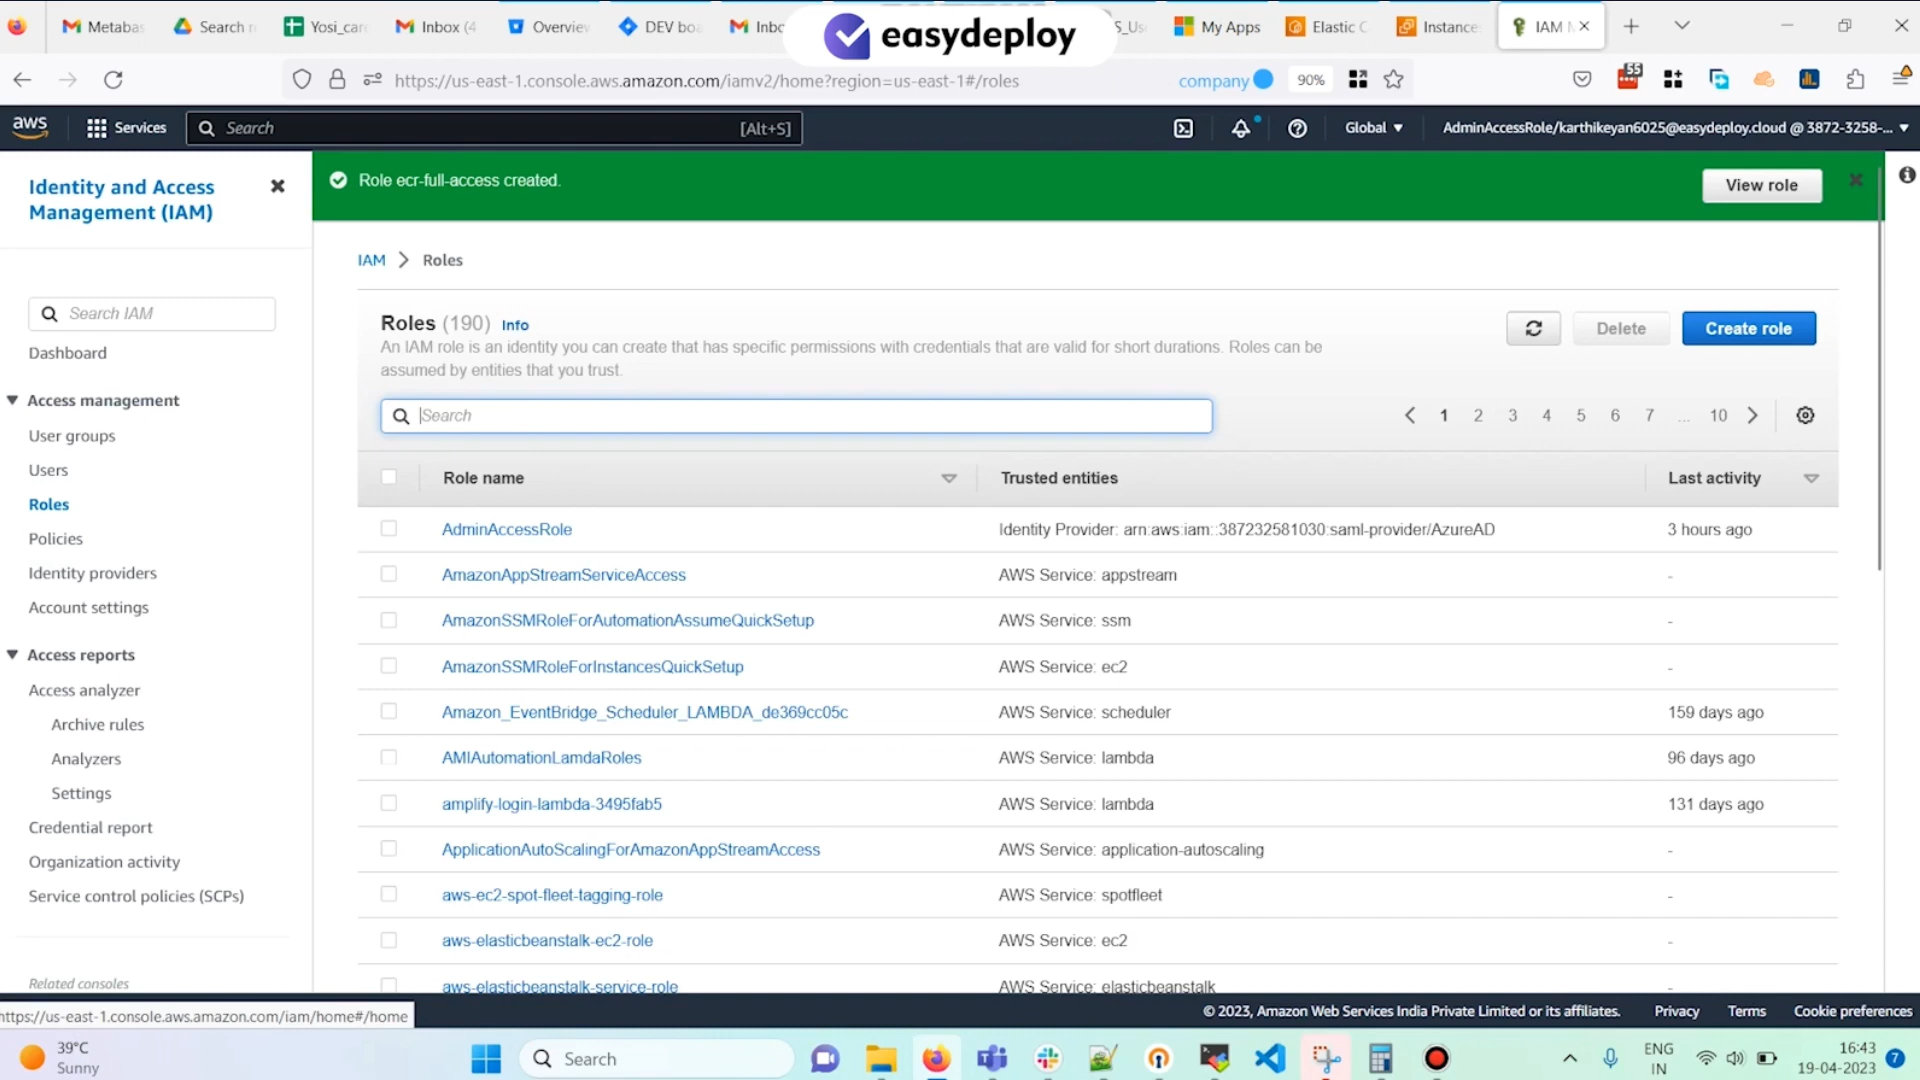 Metabas
Search r
Yosi_car
Inbox (4
Overvie
DEV boa
Inbo
easydeploy
S_Us
My Apps
Elastic C
Instance
IAM
https://us-east-1.console.aws.amazon.com/iamv2/home?region=us-east-1#/roles
company
90%
55
aws
Services
Search
[Alt+S]
Global
AdminAccessRole/karthikeyan6025@easydeploy.cloud @ 3872-3258-...
Identity and Access
Management (IAM)
Role ecr-full-access created.
View role
IAM
Roles
Search IAM
Dashboard
Access management
User groups
Users
Roles
Policies
Identity providers
Account settings
Access reports
Access analyzer
Archive rules
Analyzers
Settings
Credential report
Organization activity
Service control policies (SCPs)
Related consoles
Roles (190) Info
An IAM role is an identity you can create that has specific permissions with credentials that are valid for short durations. Roles can be
assumed by entities that you trust.
Delete
Create role
Search
1 2 3 4 5 6 7 ... 10
Role name Trusted entities Last activity
AdminAccessRole Identity Provider: arn:aws:iam::387232581030:saml-provider/AzureAD 3 hours ago
AmazonAppStreamServiceAccess AWS Service: appstream -
AmazonSSMRoleForAutomationAssumeQuickSetup AWS Service: ssm -
AmazonSSMRoleForInstancesQuickSetup AWS Service: ec2 -
Amazon_EventBridge_Scheduler_LAMBDA_de369cc05c AWS Service: scheduler 159 days ago
AMIAutomationLamdaRoles AWS Service: lambda 96 days ago
amplify-login-lambda-3495fab5 AWS Service: lambda 131 days ago
ApplicationAutoScalingForAmazonAppStreamAccess AWS Service: application-autoscaling -
aws-ec2-spot-fleet-tagging-role AWS Service: spotfleet -
aws-elasticbeanstalk-ec2-role AWS Service: ec2 -
aws-elasticbeanstalk-service-role AWS Service: elasticbeanstalk -
https://us-east-1.console.aws.amazon.com/iam/home#/home
© 2023, Amazon Web Services India Private Limited or its affiliates. Privacy Terms Cookie preferences
39°C
Sunny
Search
ENG
IN
16:43
19-04-2023
7